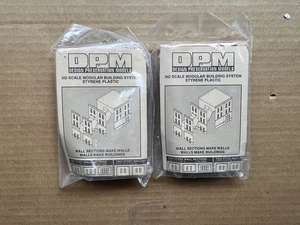 DPM
DESIGN PRESERVATION MODELS
HO SCALE MODULAR BUILDING SYSTEM
STYRENE PLASTIC
WALL SECTIONS MAKE WALLS
WALLS MAKE BUILDINGS
DPM
DESIGN PRESERVATION MODELS
HO SCALE MODULAR BUILDING SYSTEM
STYRENE PLASTIC
WALL SECTIONS MAKE WALLS
WALLS MAKE BUILDINGS